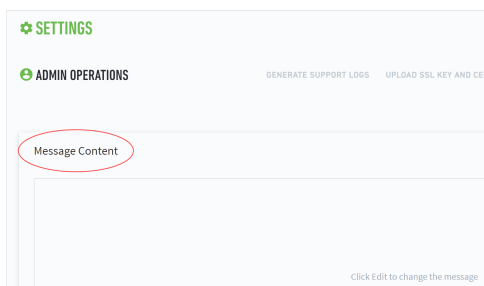 SETTINGS
ADMIN OPERATIONS
GENERATE SUPPORT LOGS
UPLOAD SSL KEY AND CE
Message Content
Click Edit to change the message